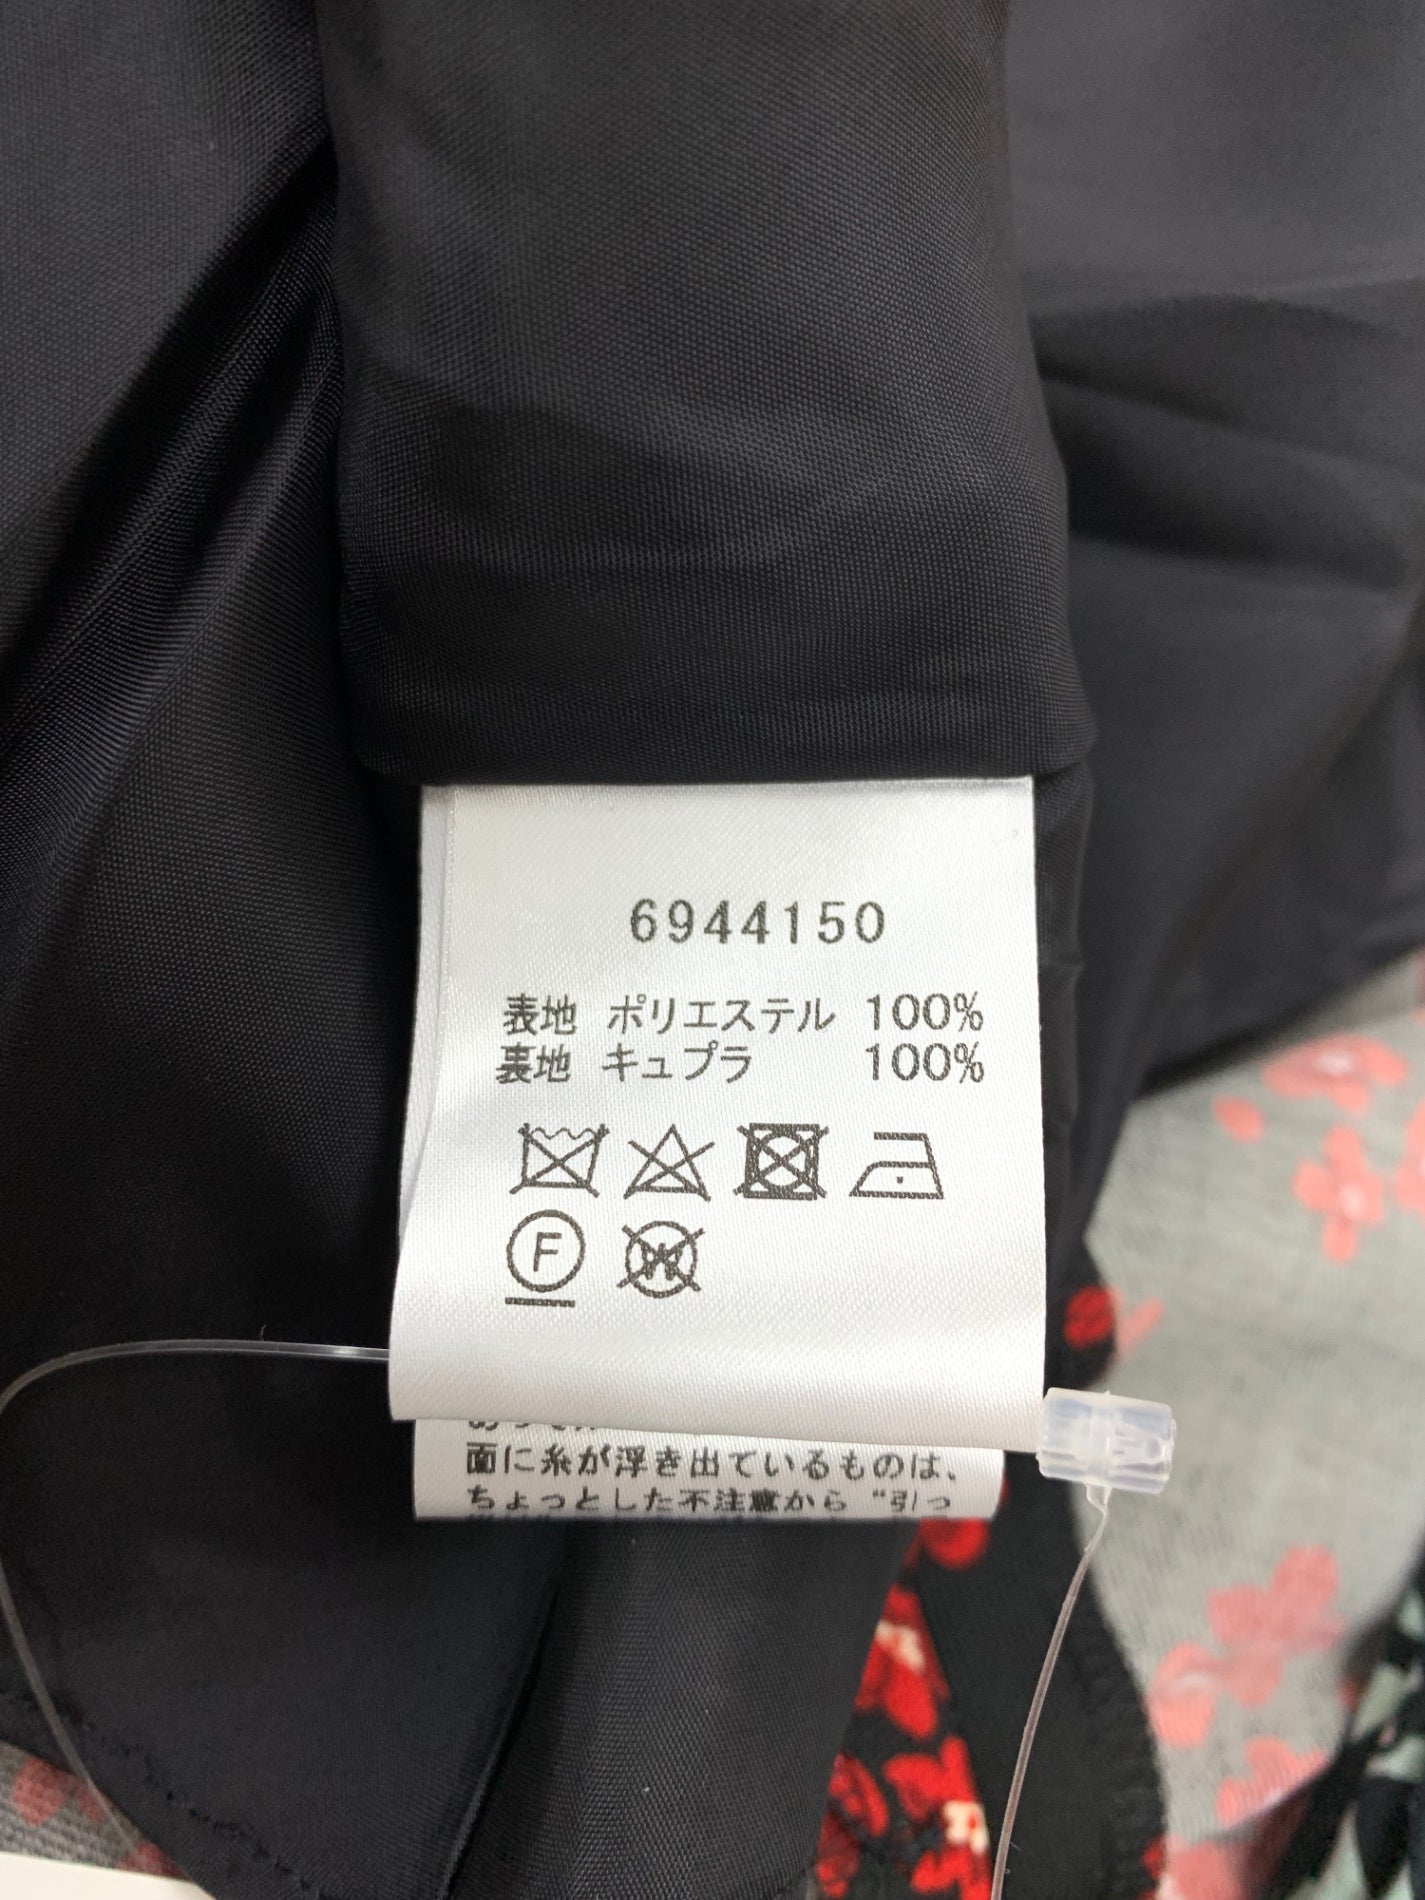 6944150
表地 ポリエステル 100%
裏地 キュプラ 100%
F
W
面に糸が浮き出ているものは、
ちょっとした不注意から “引っ